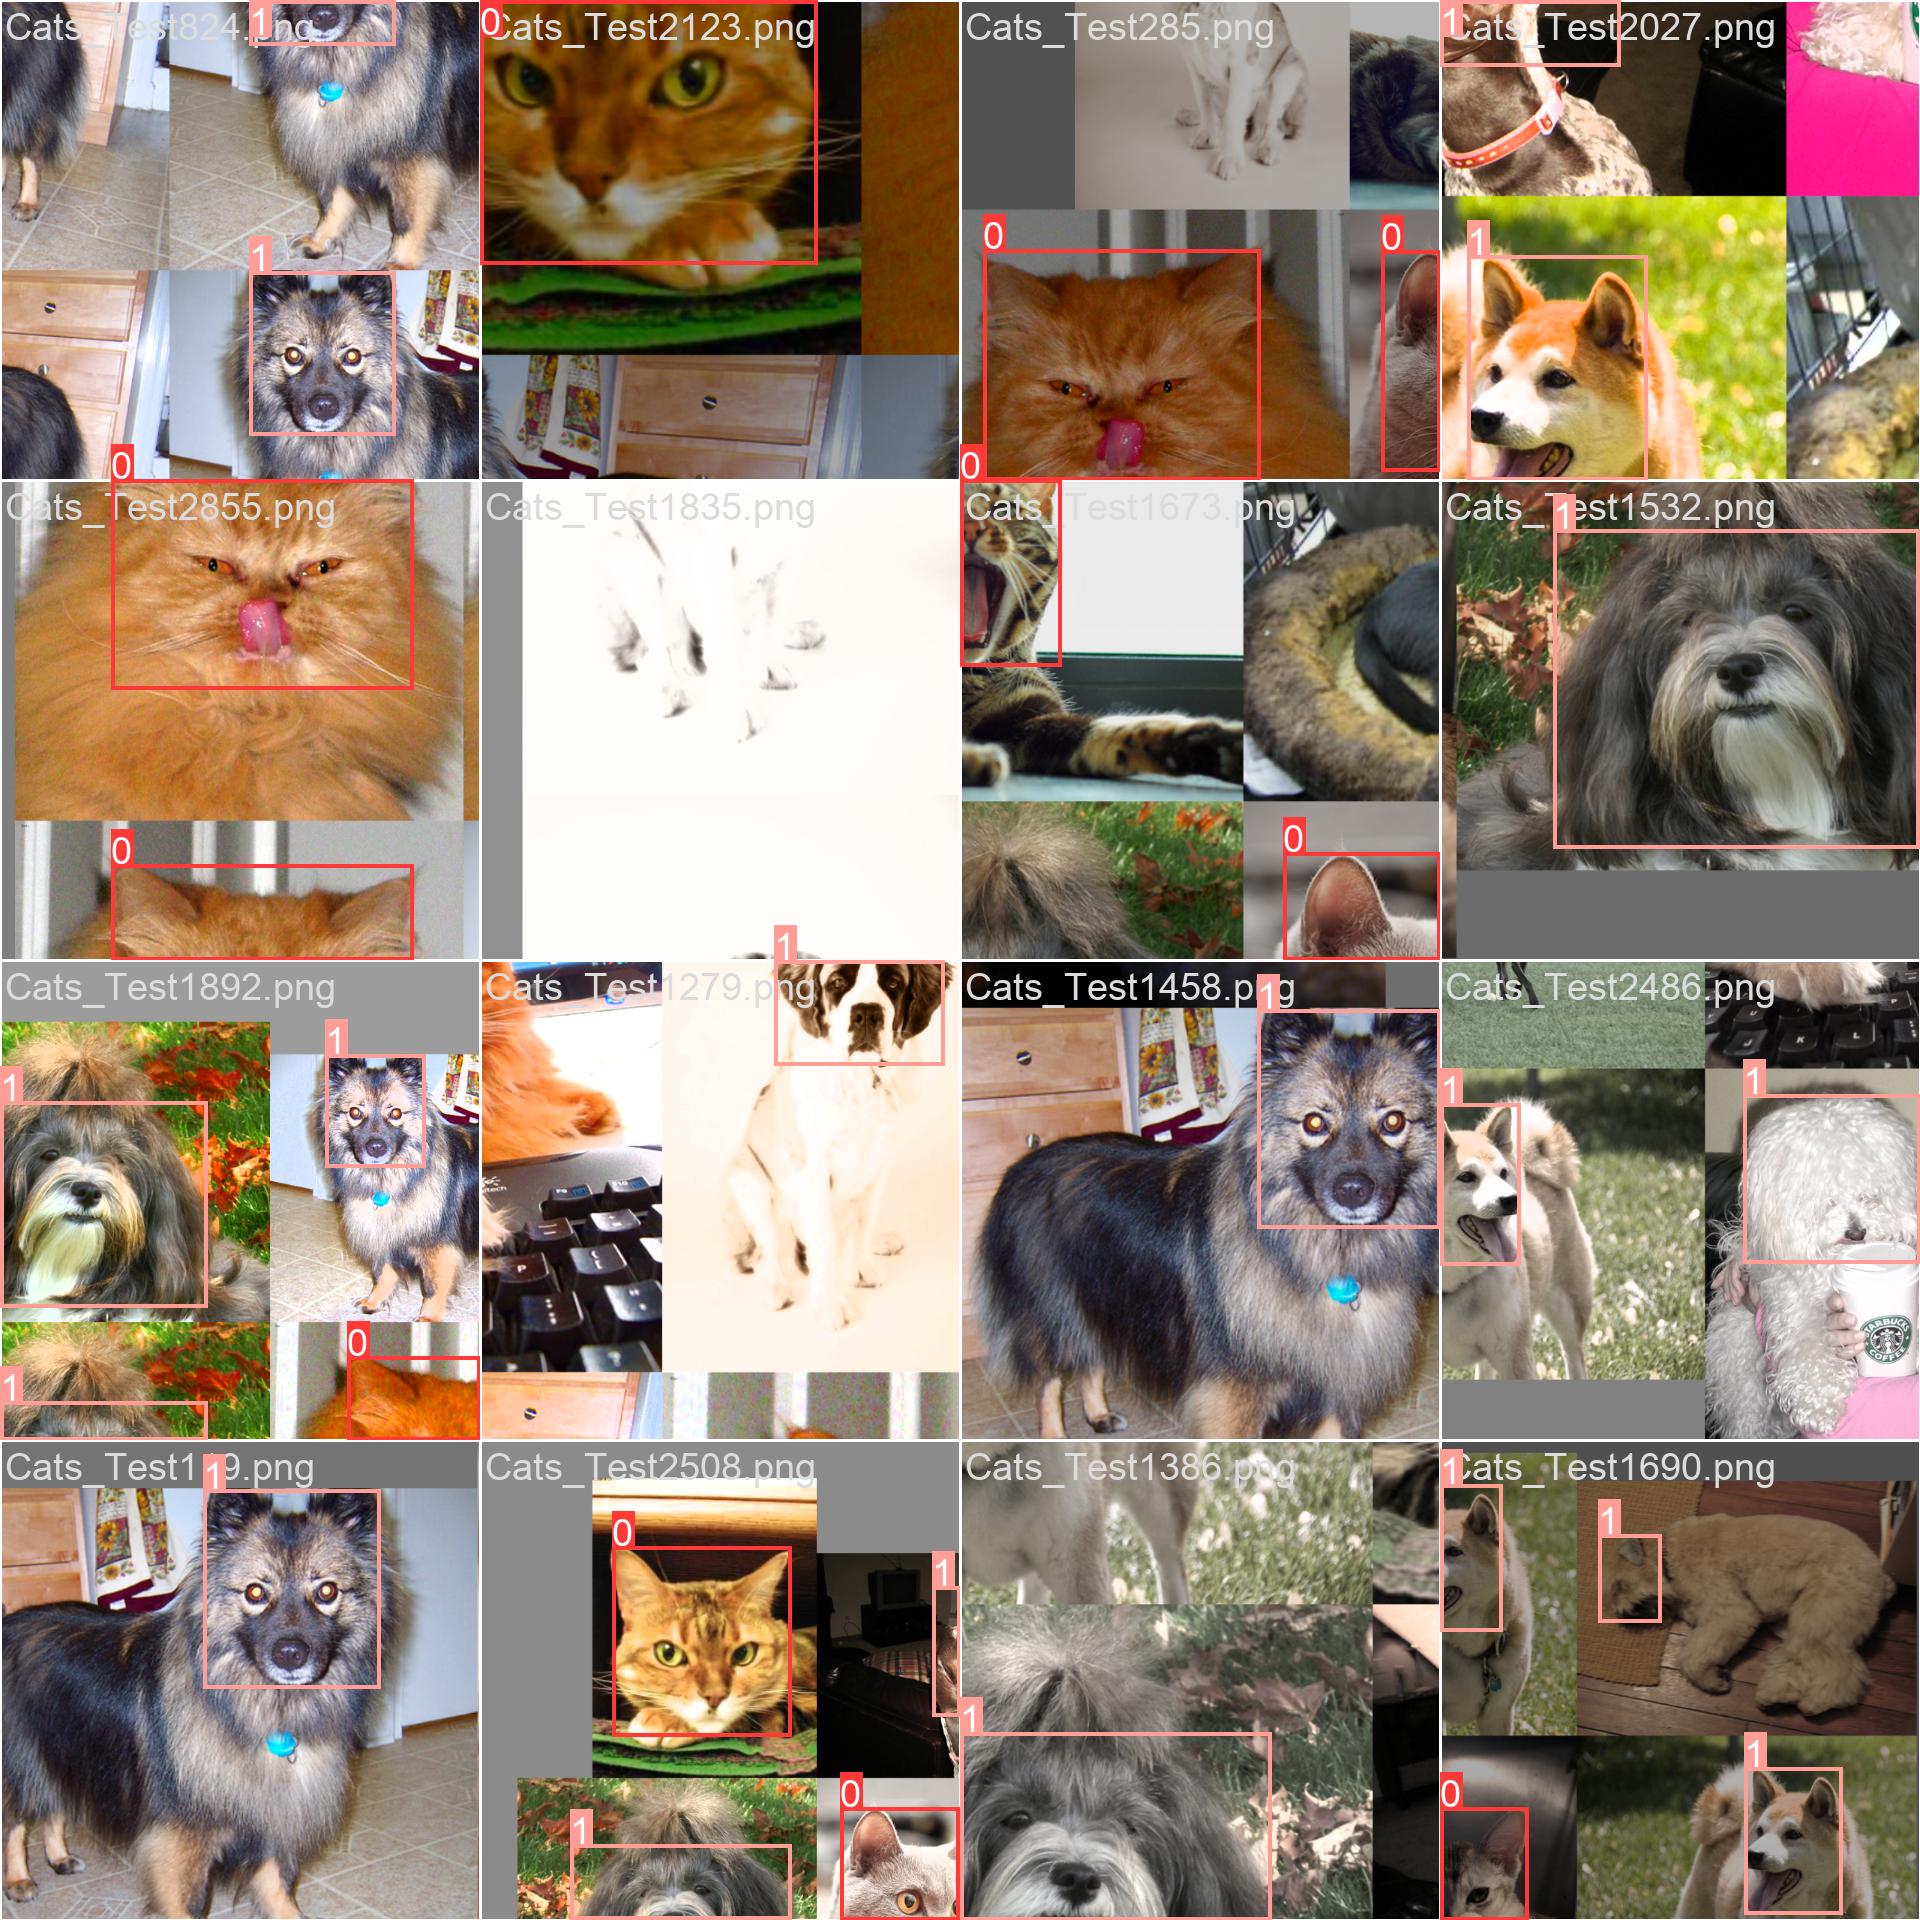 Cats_Test824.png
1
0
Cats_Test2123.png
Cats_Test285.png
1
Cats_Test2027.png
1
0
0
1
0
0
Cats_Test2855.png
Cats_Test1835.png
Cats_Test1673.png
Cats_Test1532.png
1
0
0
1
Cats_Test1892.png
Cats_Test1279.png
Cats_Test1458.png
1
Cats_Test2486.png
1
1
1
1
P
J K L
0
1
STARBUCKS
COFFEE
1
Cats_Test2508.png
Cats_Test1386.png
1
Cats_Test1690.png
0
1
1
1
1
0
1
0